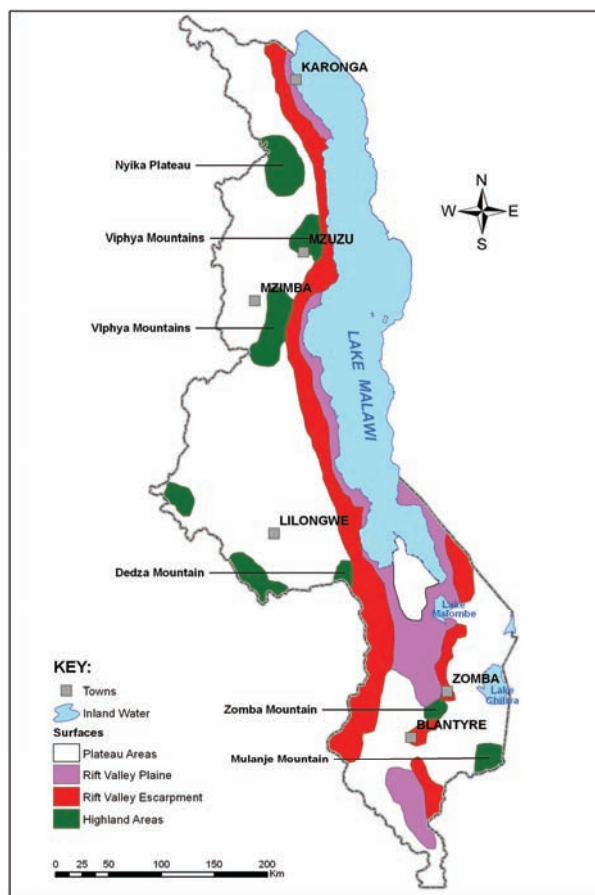 KARONGA
Nyika Plateau
N
W E
S
Viphya Mountains
MZUZU
MZIMBA
VIphya Mountains
LAKE MALAWI
LILONGWE
Dedza Mountain
Lake
Malombe
ZOMBA
Lake
Chilwa
Zomba Mountain
BLANTYRE
Mulanje Mountain
KEY:
Towns
Inland Water
Surfaces
Plateau Areas
Rift Valley Plaine
Rift Valley Escarpment
Highland Areas
0 25 50 100 150 200
Km